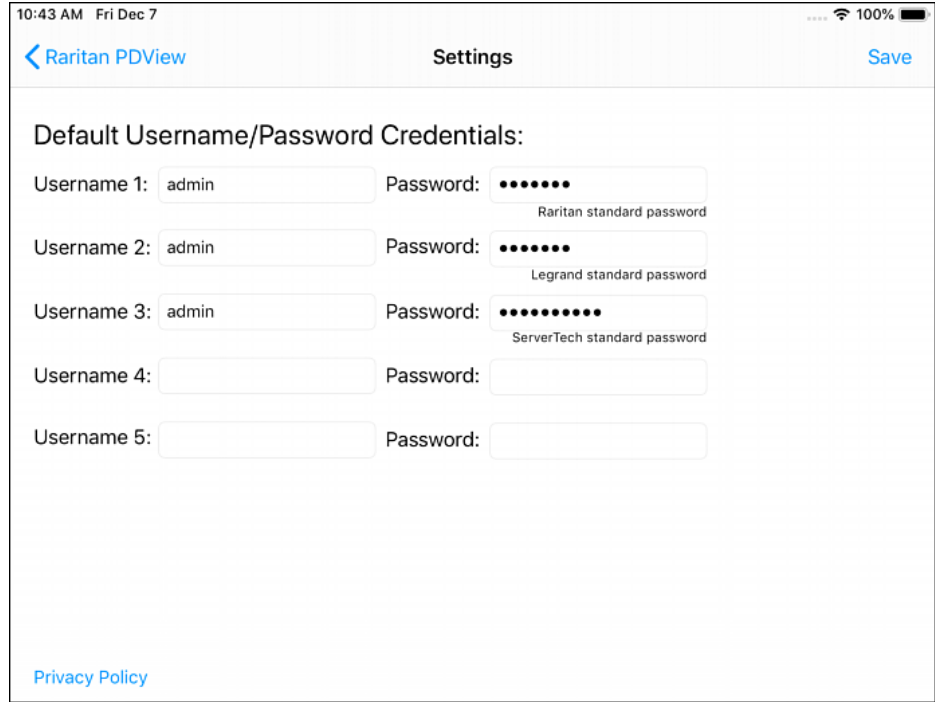 10:43 AM Fri Dec 7 100%
Raritan PDView Settings Save
Default Username/Password Credentials:
Username 1: admin Password: •••••••
Raritan standard password
Username 2: admin Password: •••••••
Legrand standard password
Username 3: admin Password: ••••••••••
ServerTech standard password
Username 4: Password:
Username 5: Password:
Privacy Policy